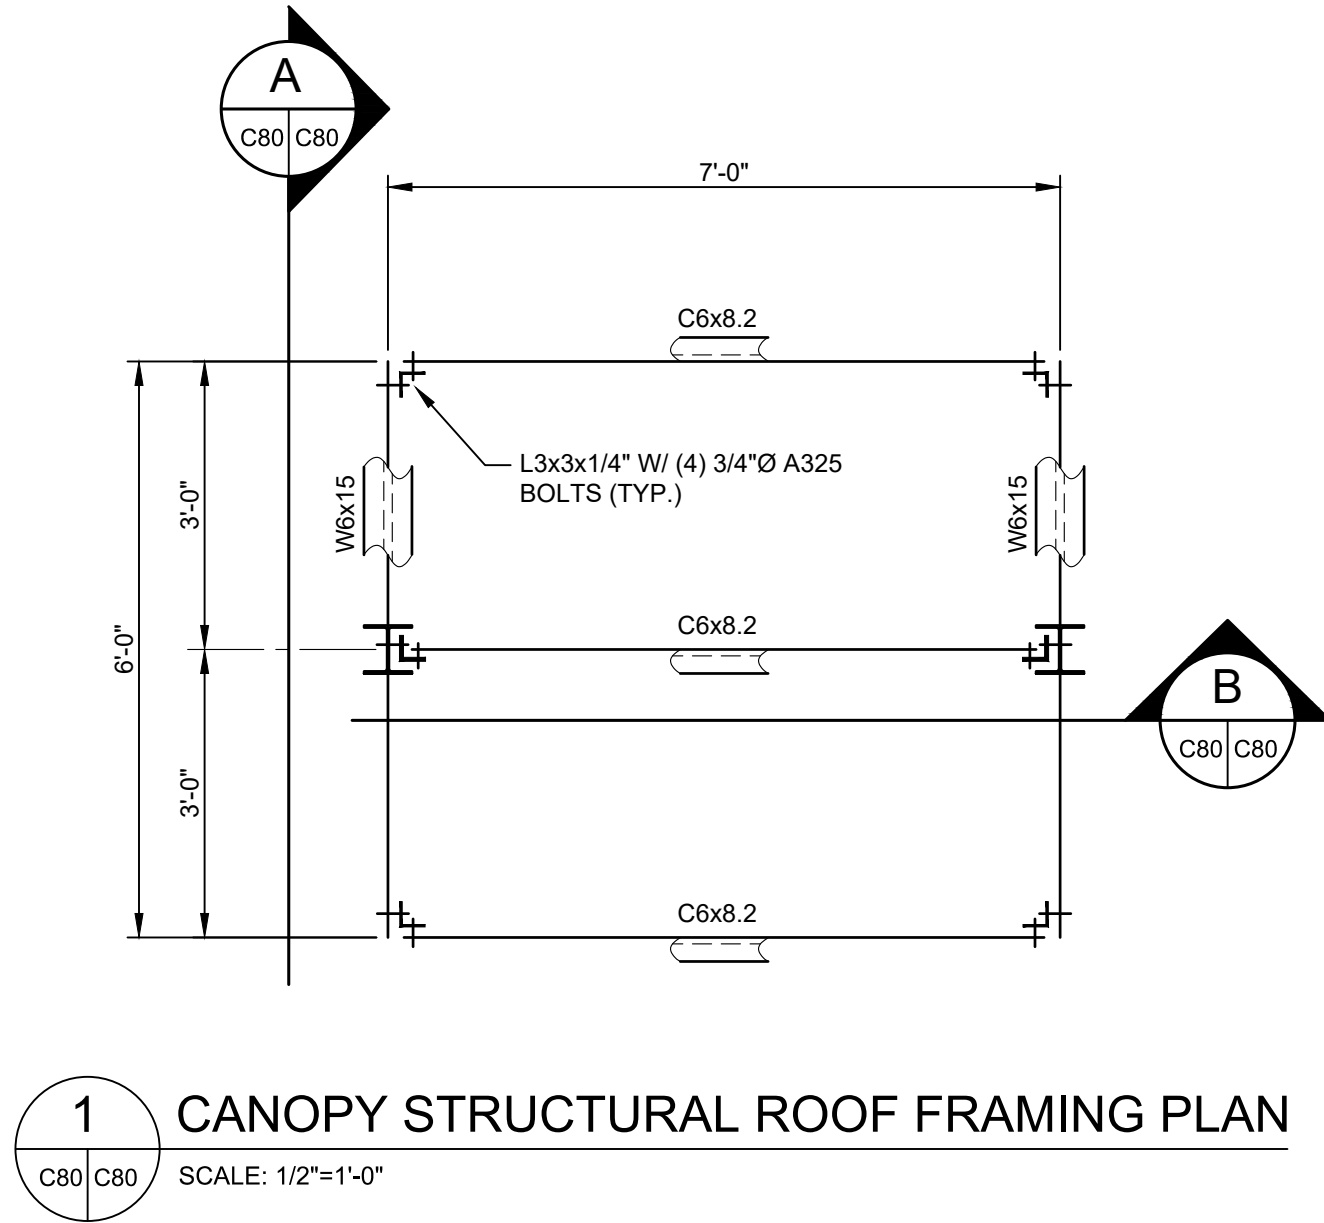 A
C80 C80
7'-0"
C6x8.2
L3x3x1/4" W/ (4) 3/4"Ø A325
BOLTS (TYP.)
W6x15
W6x15
3'-0"
6'-0"
C6x8.2
B
C80 C80
3'-0"
C6x8.2
1
CANOPY STRUCTURAL ROOF FRAMING PLAN
C80 C80
SCALE: 1/2"=1'-0"